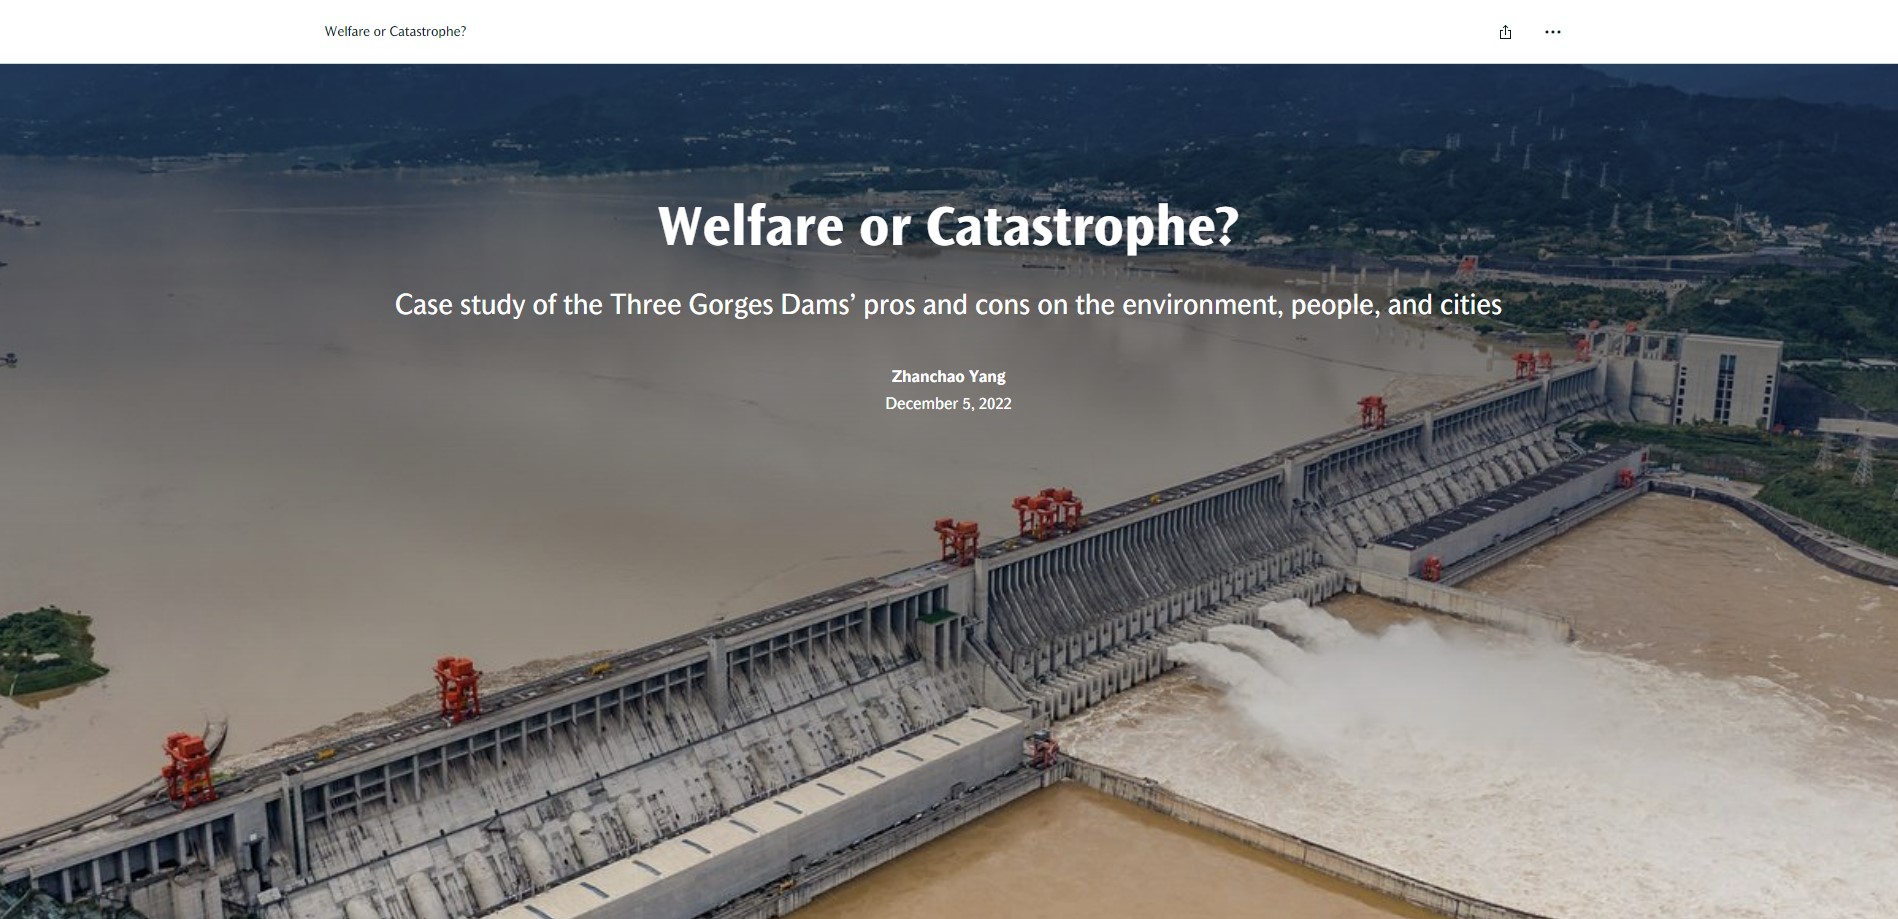 Welfare or Catastrophe?
Welfare or Catastrophe?
Case study of the Three Gorges Dams’ pros and cons on the environment, people, and cities
Zhanchao Yang
December 5, 2022